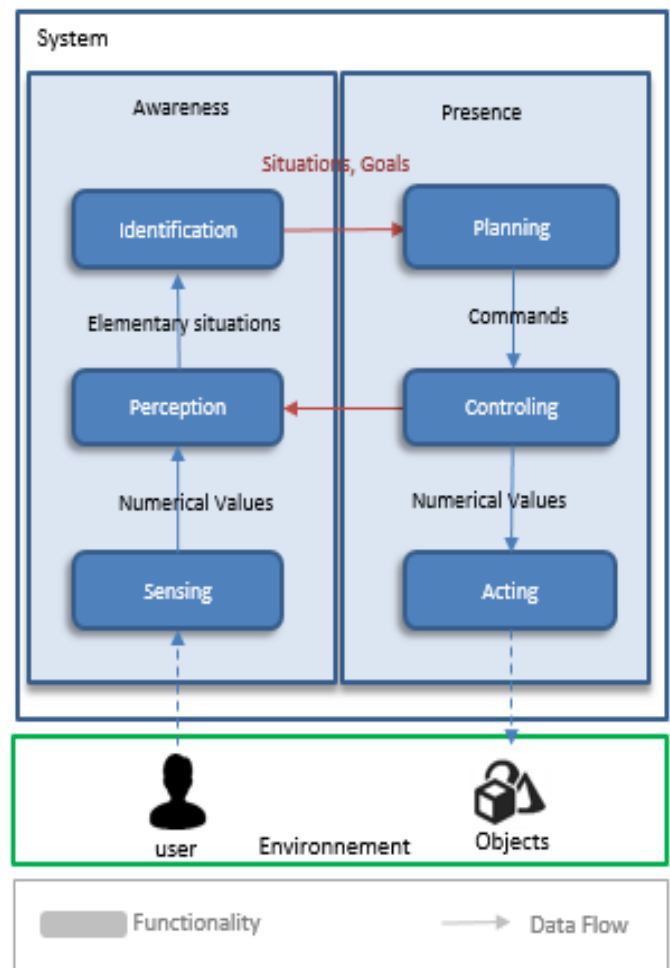 System
Awareness
Presence
Situations, Goals
Identification
Planning
Elementary situations
Commands
Perception
Controling
Numerical Values
Numerical Values
Sensing
Acting
user
Environnement
Objects
Functionality
Data Flow